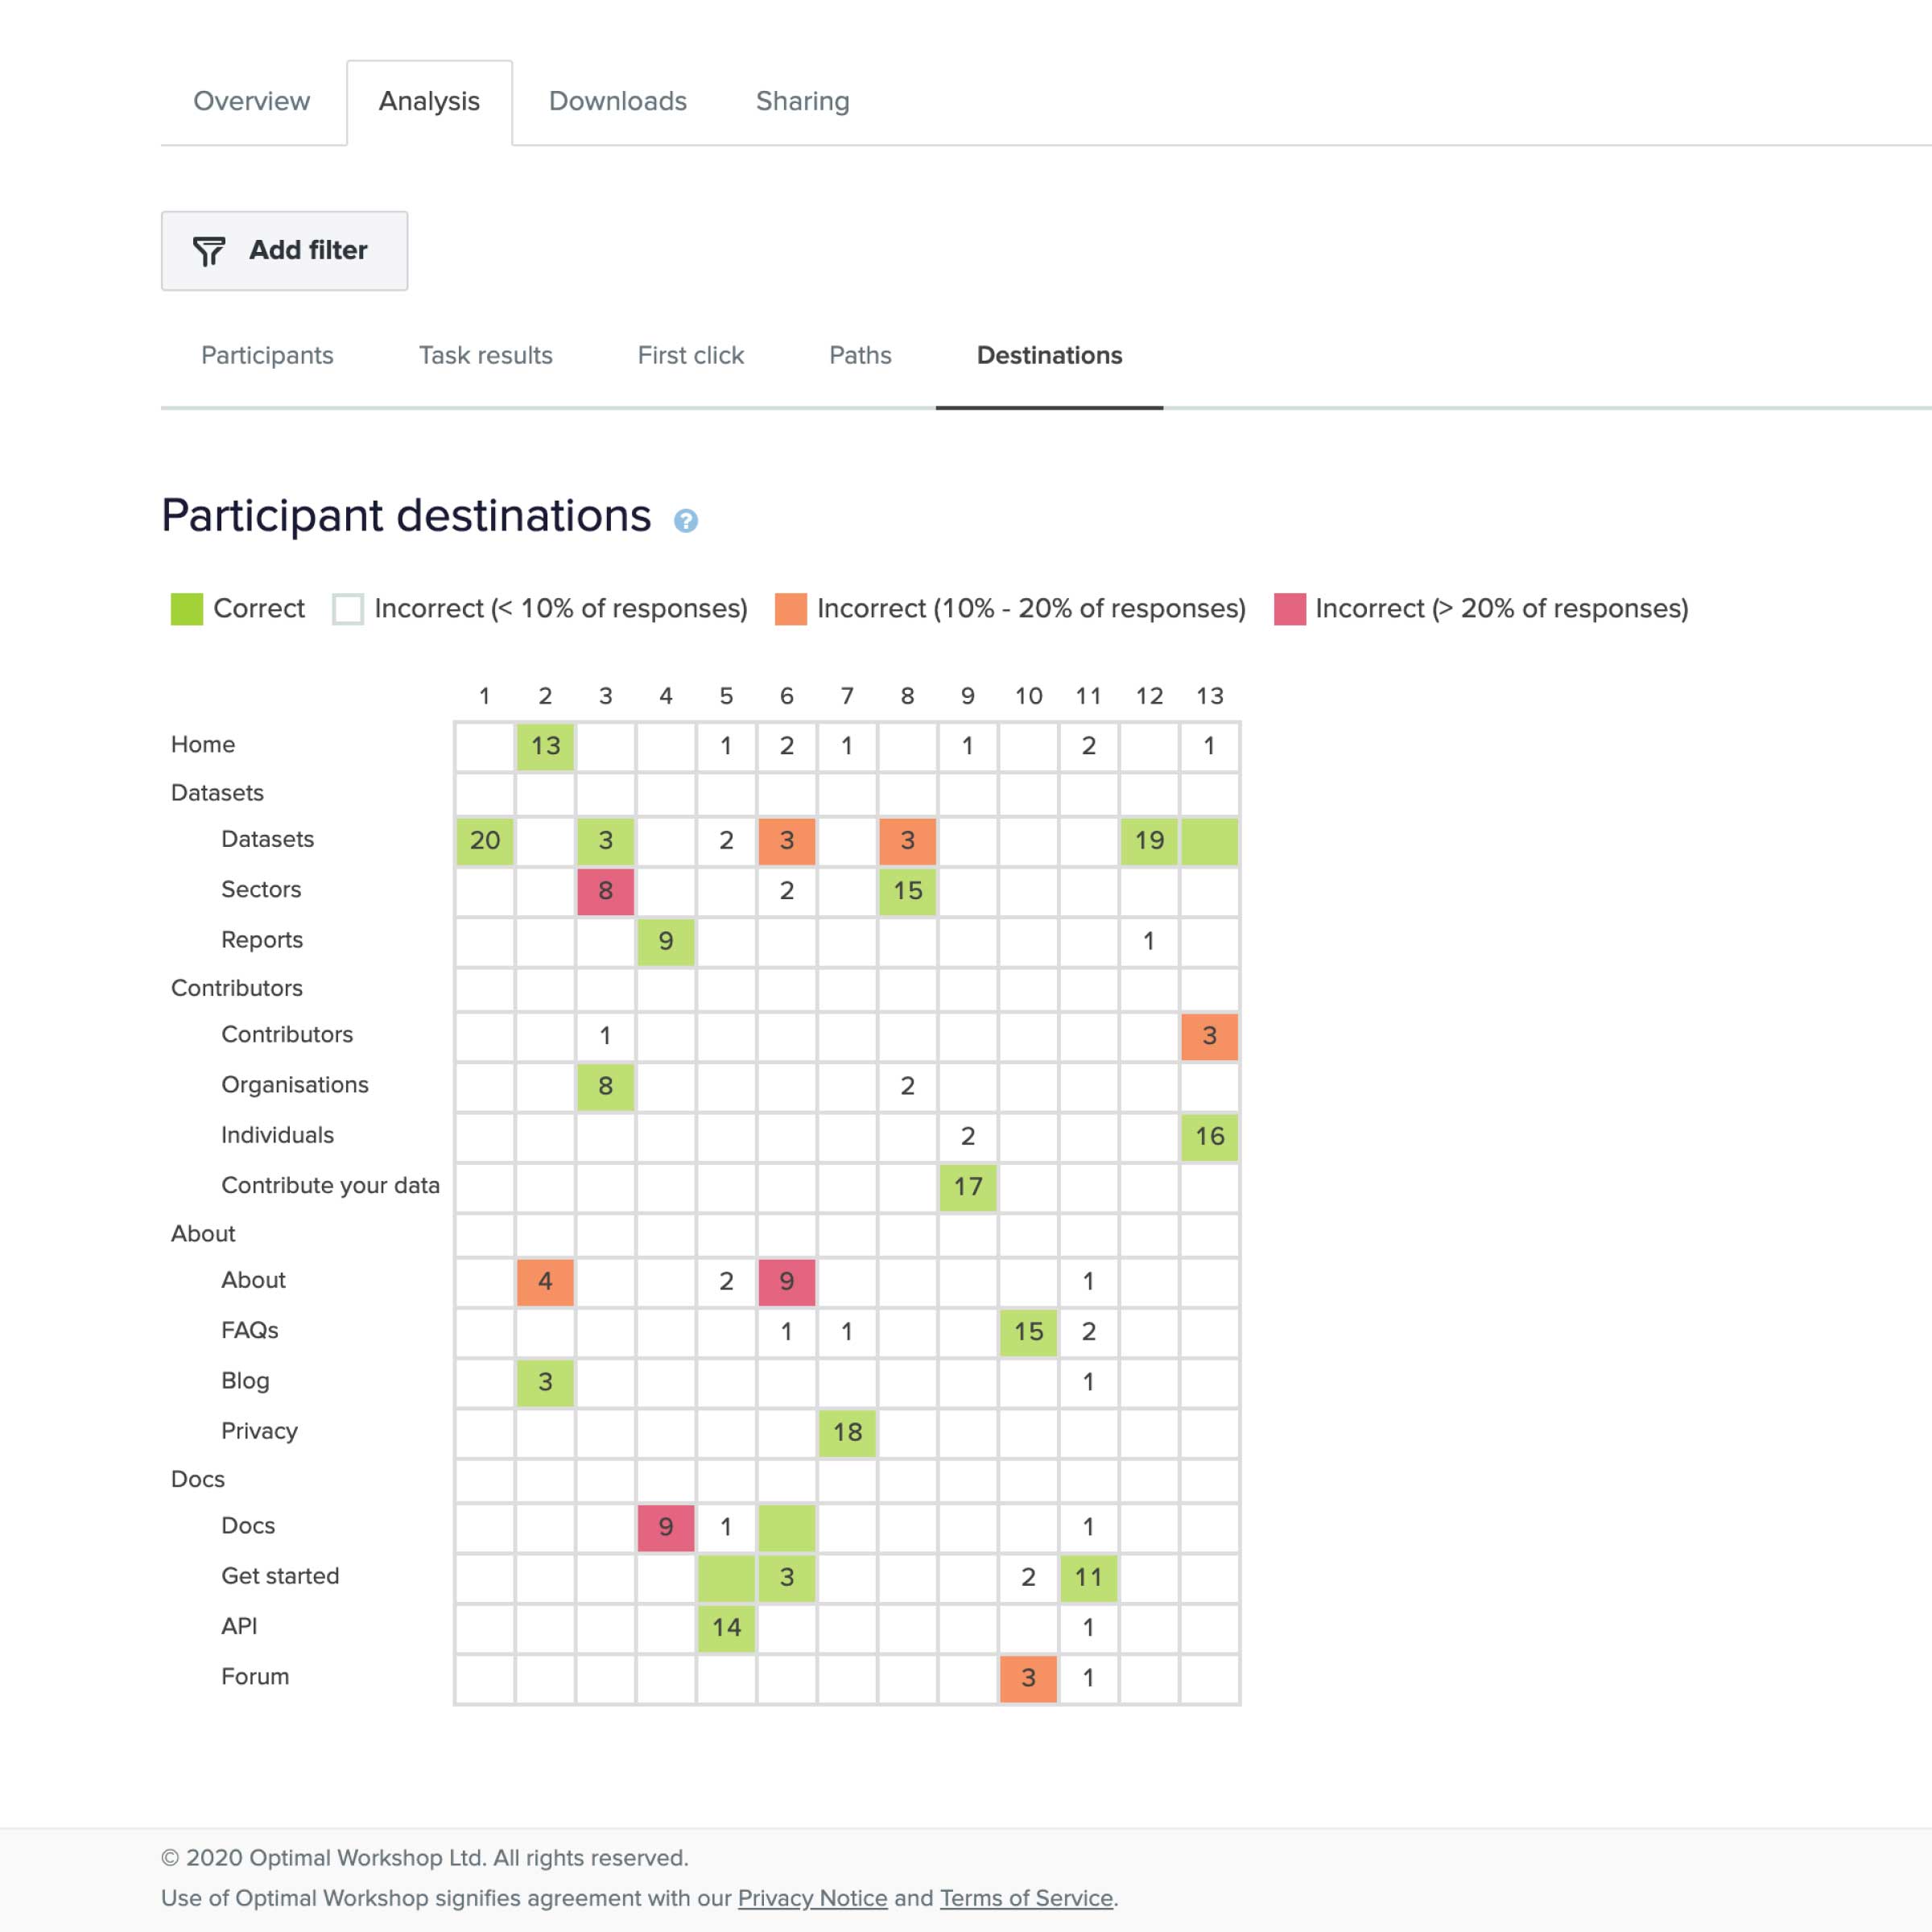 Overview Analysis Downloads Sharing
Add filter
Participants Task results First click Paths Destinations
Participant destinations ?
Correct Incorrect (< 10% of responses) Incorrect (10% - 20% of responses) Incorrect (> 20% of responses)
1 2 3 4 5 6 7 8 9 10 11 12 13
Home 13 1 2 1 1 2 1
Datasets
Datasets 20 3 2 3 3 19
Sectors 8 2 15
Reports 9 1
Contributors
Contributors 1 3
Organisations 8 2
Individuals 2 16
Contribute your data 17
About
About 4 2 9 1
FAQs 1 1 15 2
Blog 3 1
Privacy 18
Docs
Docs 9 1 1
Get started 3 2 11
API 14 1
Forum 3 1
© 2020 Optimal Workshop Ltd. All rights reserved.
Use of Optimal Workshop signifies agreement with our Privacy Notice and Terms of Service.